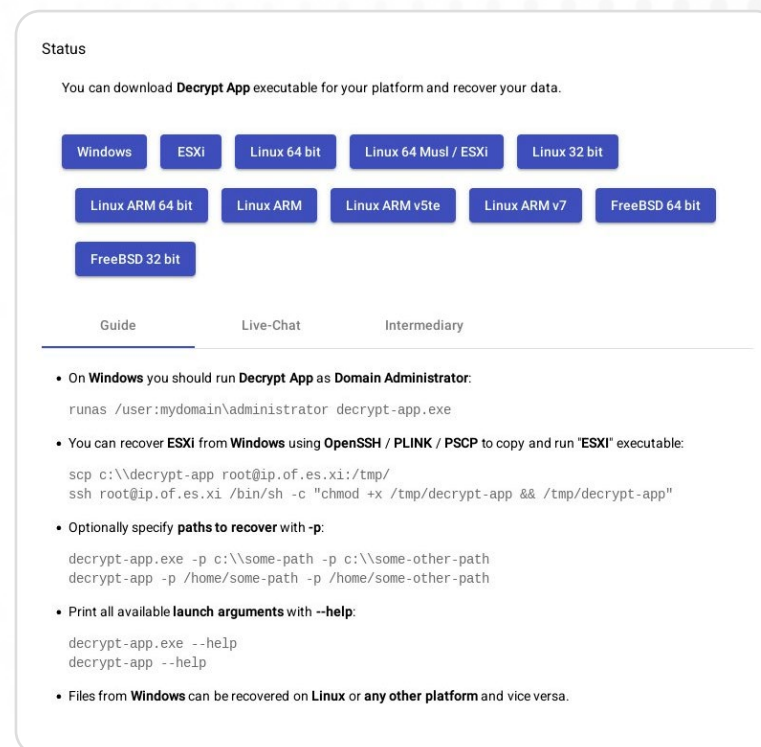 Status
You can download Decrypt App executable for your platform and recover your data.
Windows ESXi Linux 64 bit Linux 64 Musl / ESXi Linux 32 bit
Linux ARM 64 bit Linux ARM Linux ARM v5te Linux ARM v7 FreeBSD 64 bit
FreeBSD 32 bit
Guide Live-Chat Intermediary
• On Windows you should run Decrypt App as Domain Administrator:
runas /user:mydomain\administrator decrypt-app.exe
• You can recover ESXi from Windows using OpenSSH / PLINK / PSCP to copy and run "ESXI" executable:
scp c:\\decrypt-app root@ip.of.es.xi:/tmp/
ssh root@ip.of.es.xi /bin/sh -c "chmod +x /tmp/decrypt-app && /tmp/decrypt-app"
• Optionally specify paths to recover with -p:
decrypt-app.exe -p c:\\some-path -p c:\\some-other-path
decrypt-app -p /home/some-path -p /home/some-other-path
• Print all available launch arguments with --help:
decrypt-app.exe --help
decrypt-app --help
• Files from Windows can be recovered on Linux or any other platform and vice versa.